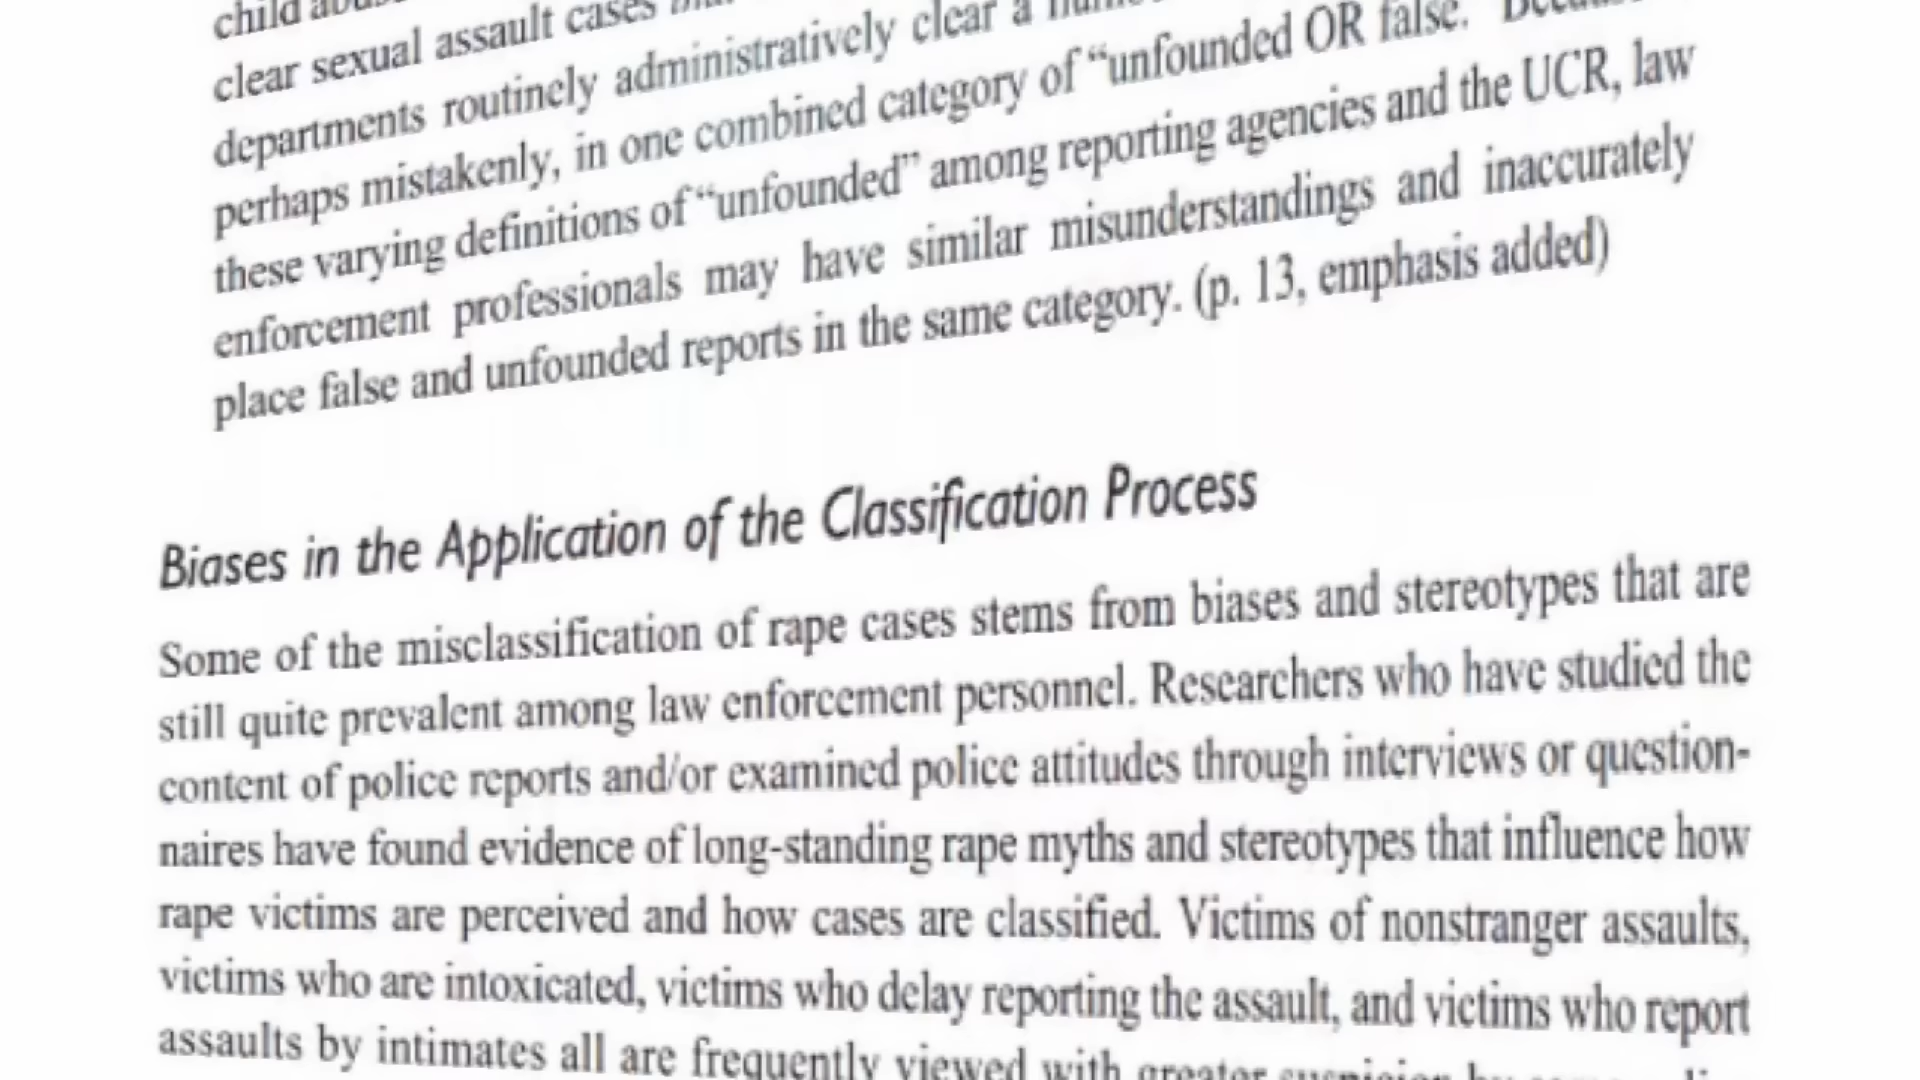 child
clear sexual assault cases
departments routinely administratively clear a
perhaps mistakenly, in one combined category of “unfounded OR false.
these varying definitions of “unfounded” among reporting agencies and the UCR, law
enforcement professionals may have similar misunderstandings and inaccurately
place false and unfounded reports in the same category. (p. 13, emphasis added)
Biases in the Application of the Classification Process
Some of the misclassification of rape cases stems from biases and stereotypes that are
still quite prevalent among law enforcement personnel. Researchers who have studied the
content of police reports and/or examined police attitudes through interviews or question-
naires have found evidence of long-standing rape myths and stereotypes that influence how
rape victims are perceived and how cases are classified. Victims of nonstranger assaults,
victims who are intoxicated, victims who delay reporting the assault, and victims who report
assaults by intimates all are frequently viewed with greater suspicion by